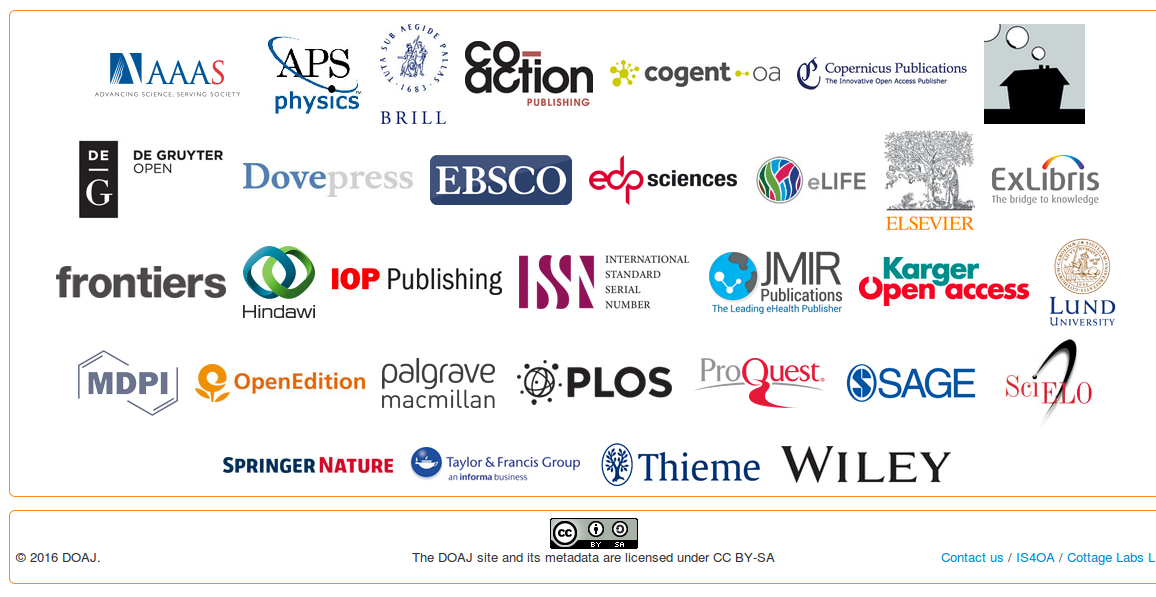 AAAS
ADVANCING SCIENCE, SERVING SOCIETY
APS
physics™
TUTA SUB AEGIDE PALLAS
·1683·
BRILL
CO-
action
PUBLISHING
cogent oa
Copernicus Publications
The Innovative Open Access Publisher
DE
G
DE GRUYTER
OPEN
Dovepress
EBSCO
edp sciences
eLIFE
ELSEVIER
ExLibris
The bridge to knowledge
frontiers
Hindawi
IOP Publishing
ISSN
INTERNATIONAL
STANDARD
SERIAL
NUMBER
JMIR
Publications
The Leading eHealth Publisher
Karger
Open access
LUND
UNIVERSITY
MDPI
OpenEdition
palgrave
macmillan
PLOS
ProQuest®
SAGE
SciELO
SPRINGER NATURE
Taylor & Francis Group
an informa business
Thieme
WILEY
cc BY SA
© 2016 DOAJ.
The DOAJ site and its metadata are licensed under CC BY-SA
Contact us / IS4OA / Cottage Labs L